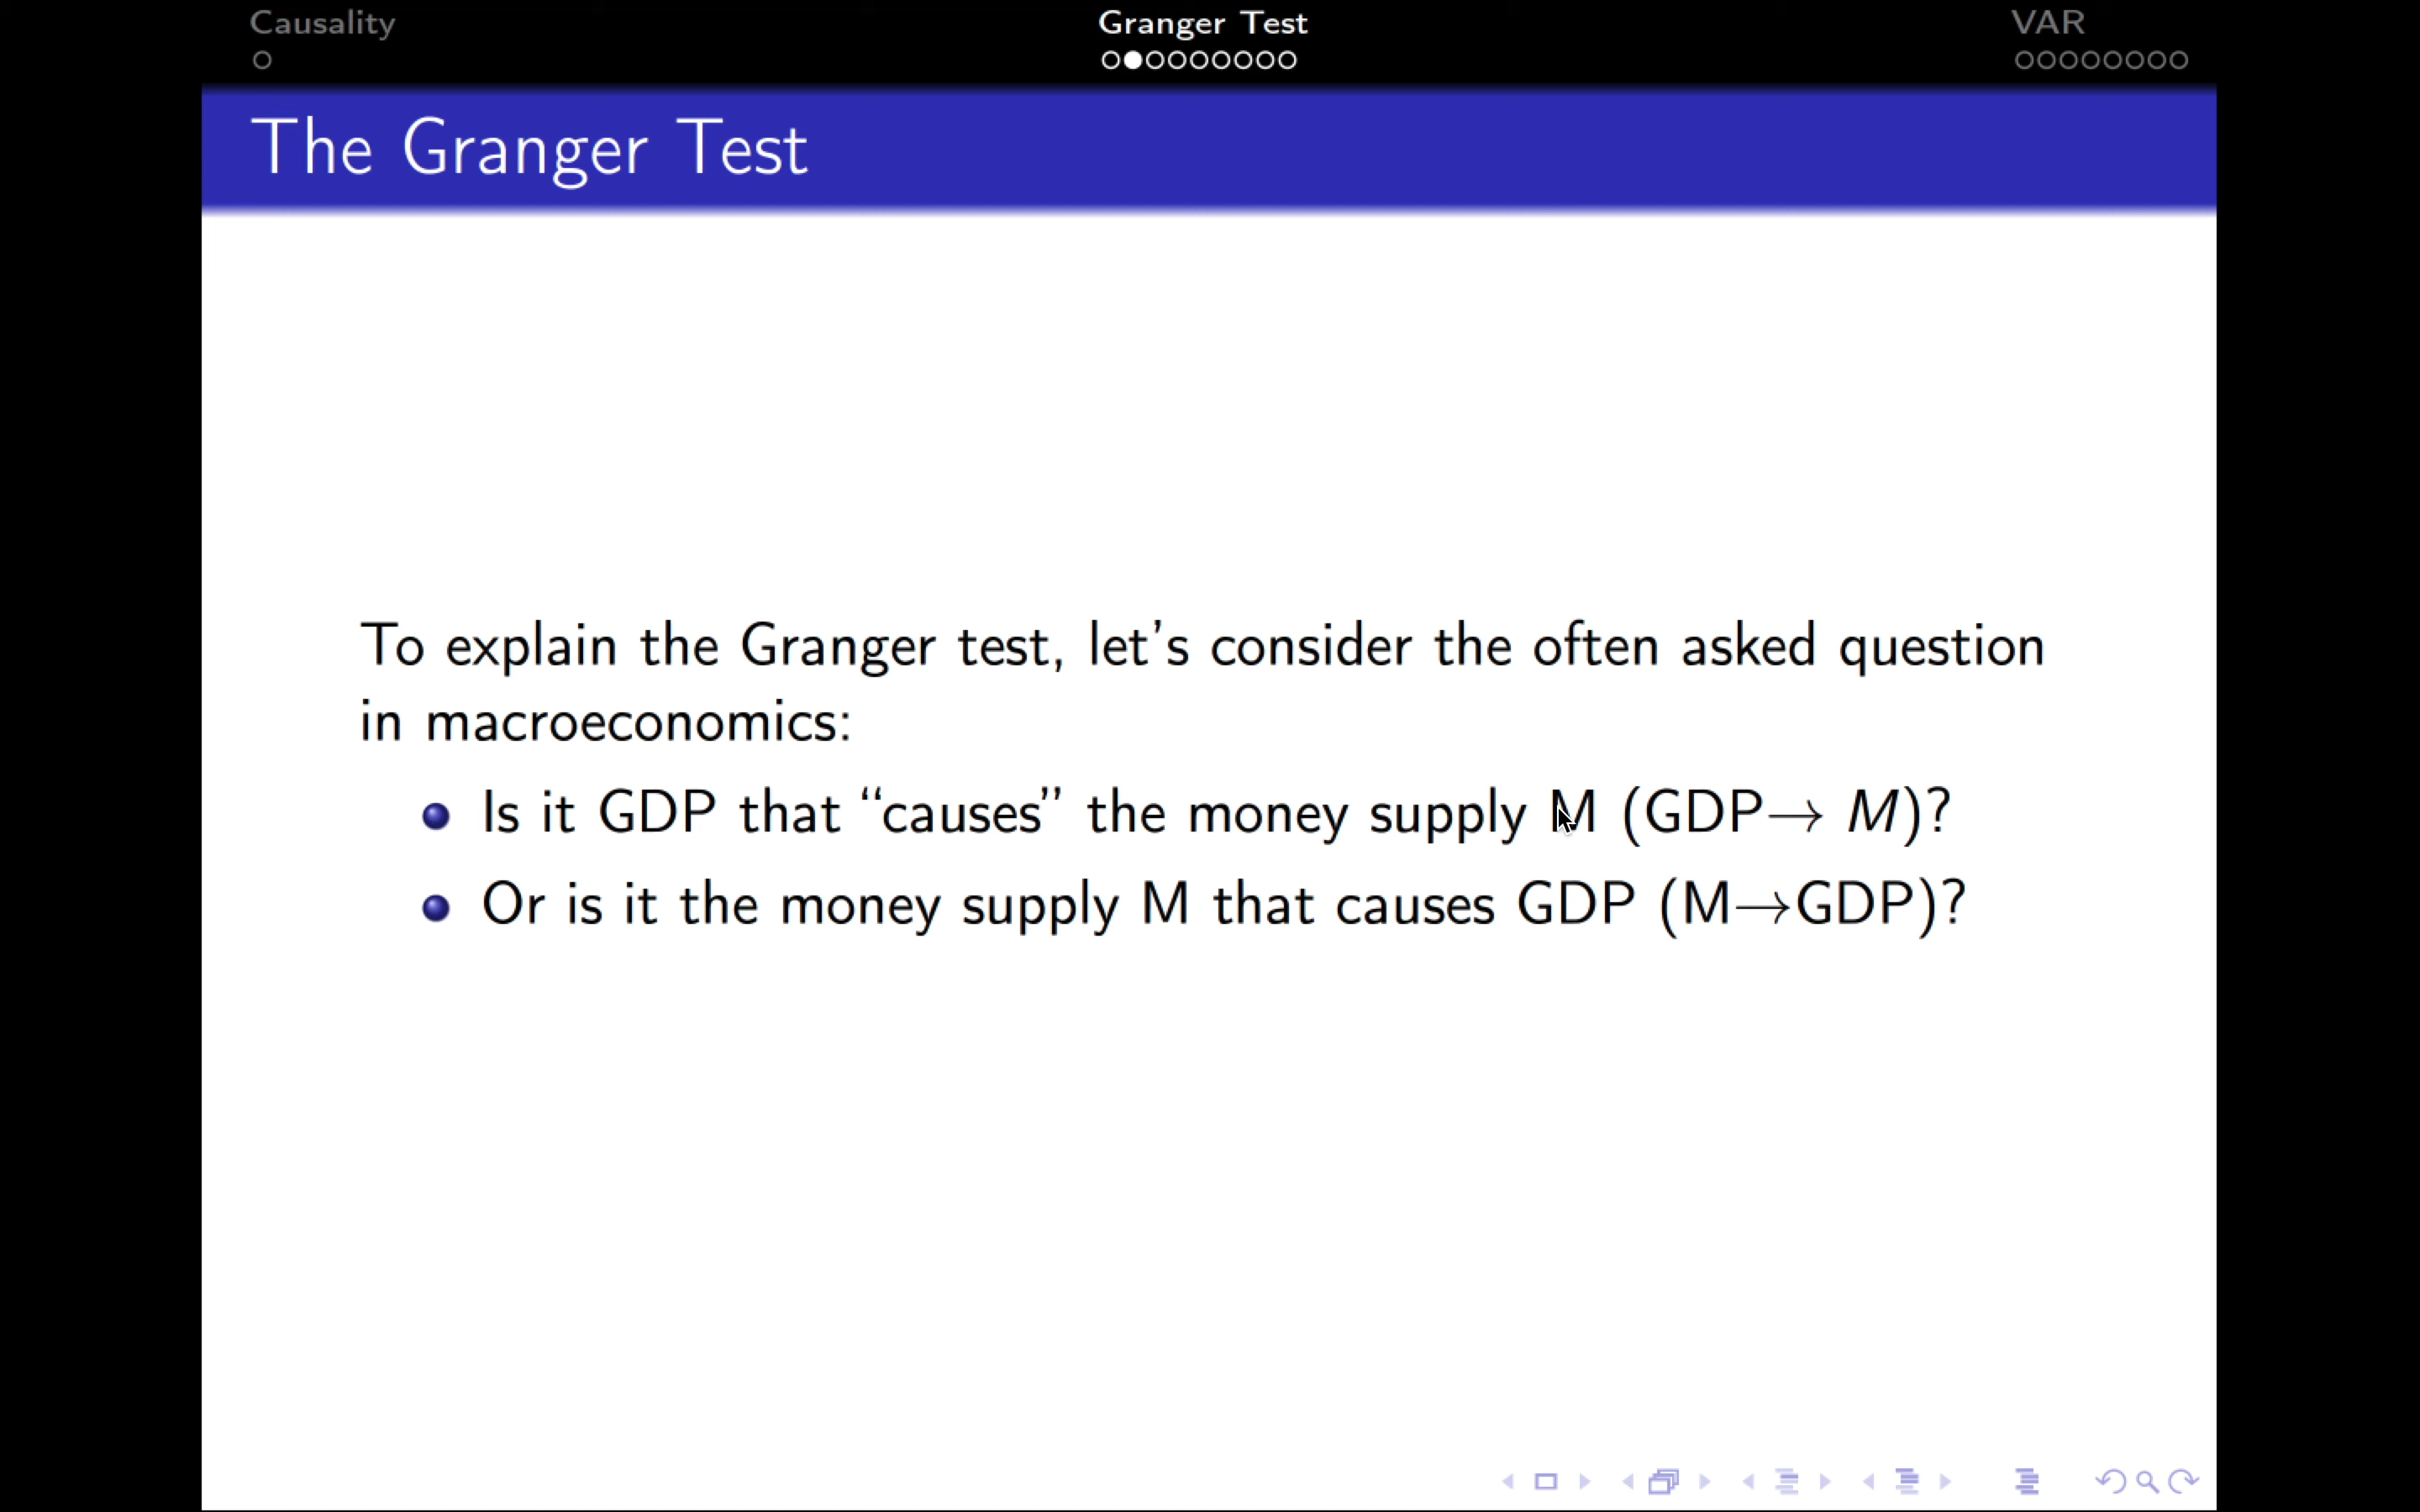 Causality
Granger Test
VAR
The Granger Test
To explain the Granger test, let's consider the often asked question
in macroeconomics:
Is it GDP that “causes” the money supply M (GDP→ M)?
Or is it the money supply M that causes GDP (M→GDP)?